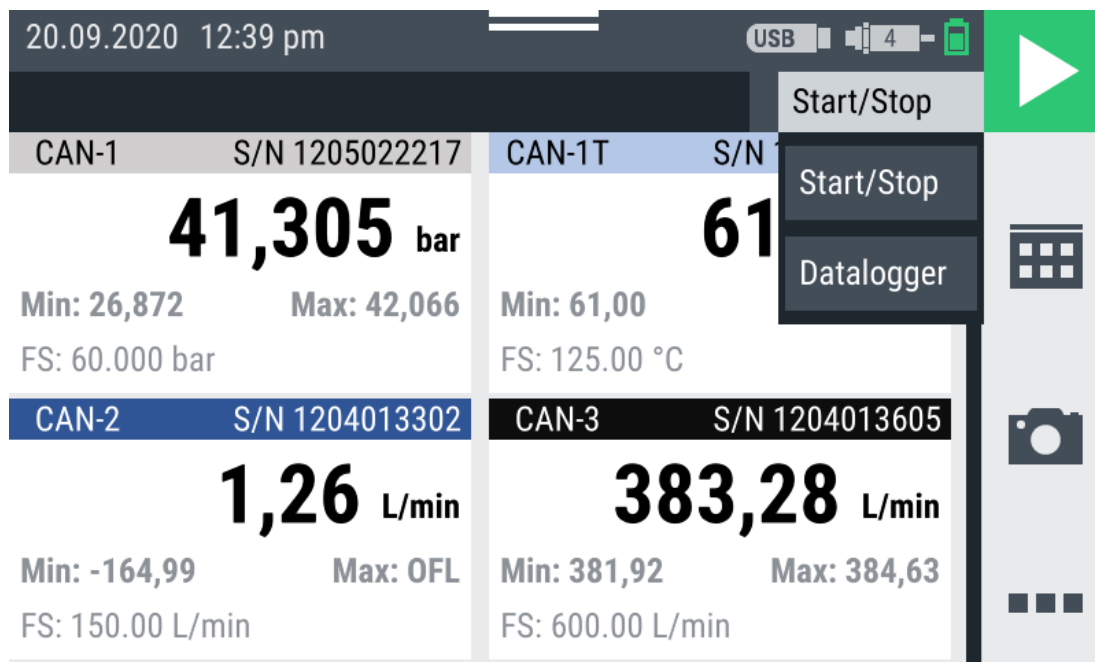 20.09.2020 12:39 pm USB 4
Start/Stop
CAN-1 S/N 1205022217
41,305 bar
Min: 26,872 Max: 42,066
FS: 60.000 bar
CAN-1T S/N
61
Min: 61,00
FS: 125.00 °C
Start/Stop
Datalogger
CAN-2 S/N 1204013302
1,26 L/min
Min: -164,99 Max: OFL
FS: 150.00 L/min
CAN-3 S/N 1204013605
383,28 L/min
Min: 381,92 Max: 384,63
FS: 600.00 L/min